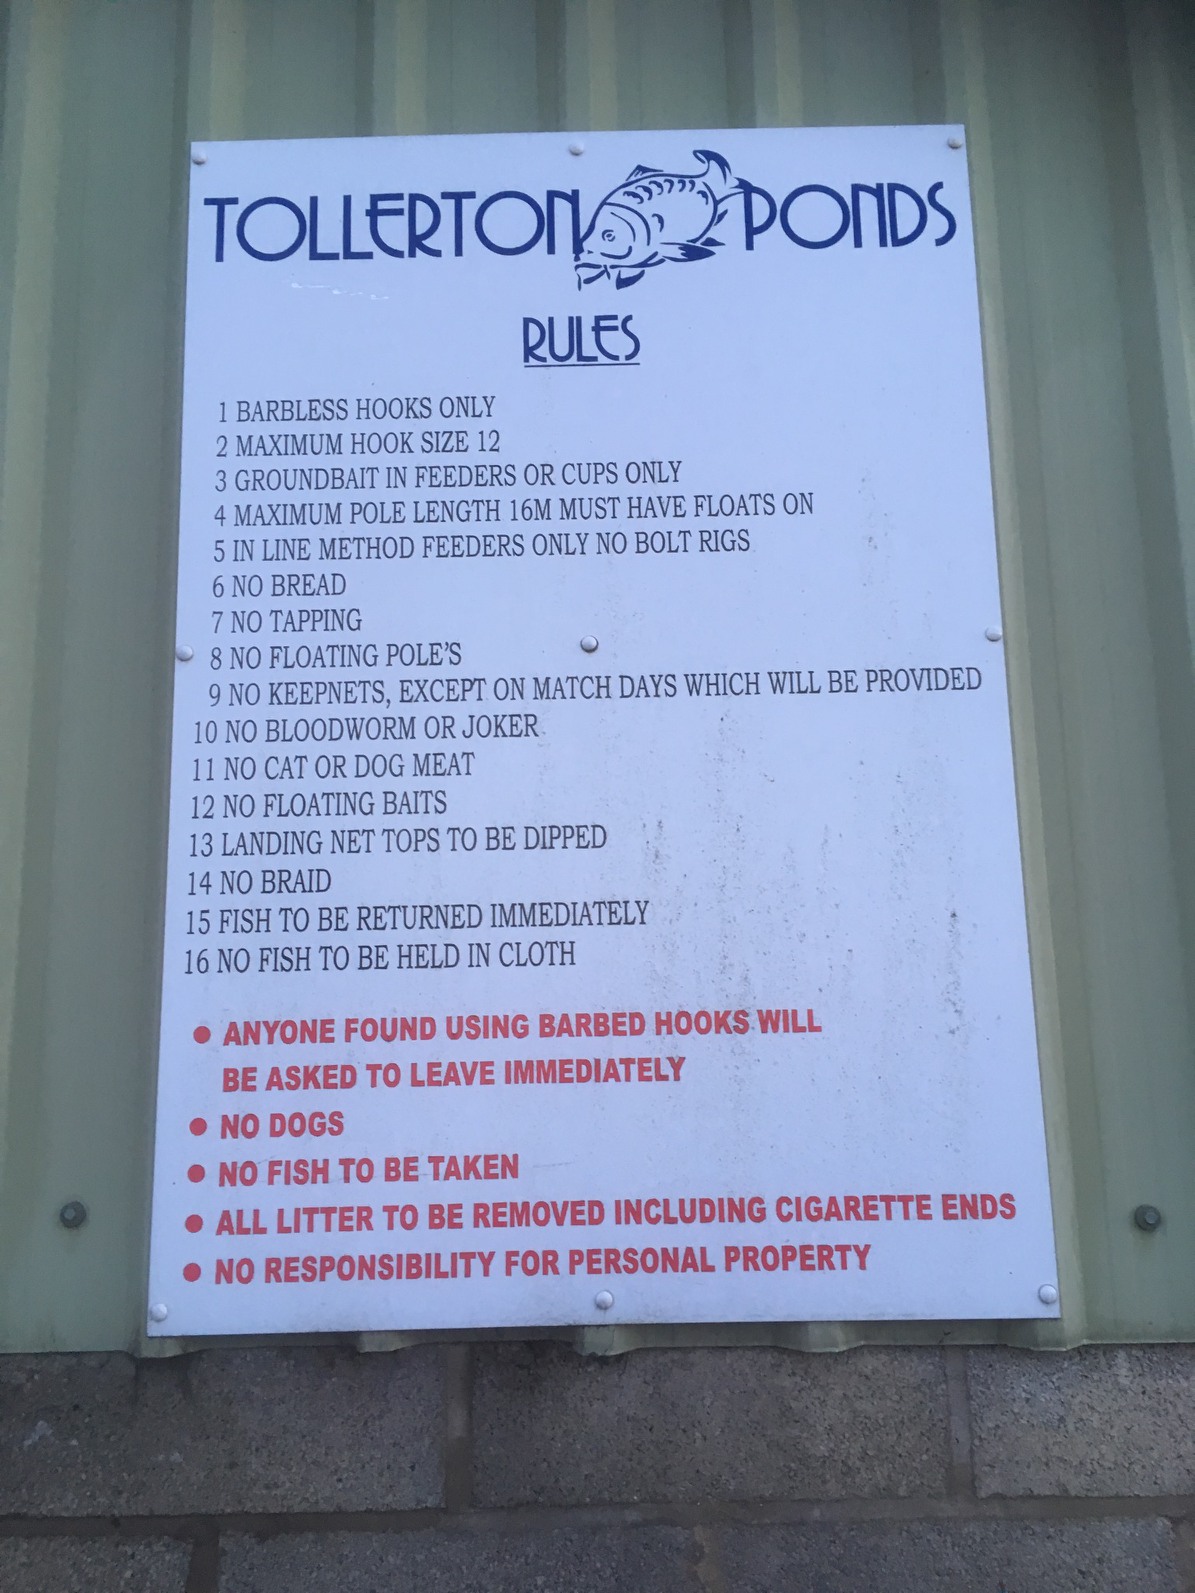 TOLLERTON PONDS
RULES
1 BARBLESS HOOKS ONLY
2 MAXIMUM HOOK SIZE 12
3 GROUNDBAIT IN FEEDERS OR CUPS ONLY
4 MAXIMUM POLE LENGTH 16M MUST HAVE FLOATS ON
5 IN LINE METHOD FEEDERS ONLY NO BOLT RIGS
6 NO BREAD
7 NO TAPPING
8 NO FLOATING POLE'S
9 NO KEEPNETS, EXCEPT ON MATCH DAYS WHICH WILL BE PROVIDED
10 NO BLOODWORM OR JOKER
11 NO CAT OR DOG MEAT
12 NO FLOATING BAITS
13 LANDING NET TOPS TO BE DIPPED
14 NO BRAID
15 FISH TO BE RETURNED IMMEDIATELY
16 NO FISH TO BE HELD IN CLOTH
• ANYONE FOUND USING BARBED HOOKS WILL
BE ASKED TO LEAVE IMMEDIATELY
• NO DOGS
• NO FISH TO BE TAKEN
• ALL LITTER TO BE REMOVED INCLUDING CIGARETTE ENDS
• NO RESPONSIBILITY FOR PERSONAL PROPERTY